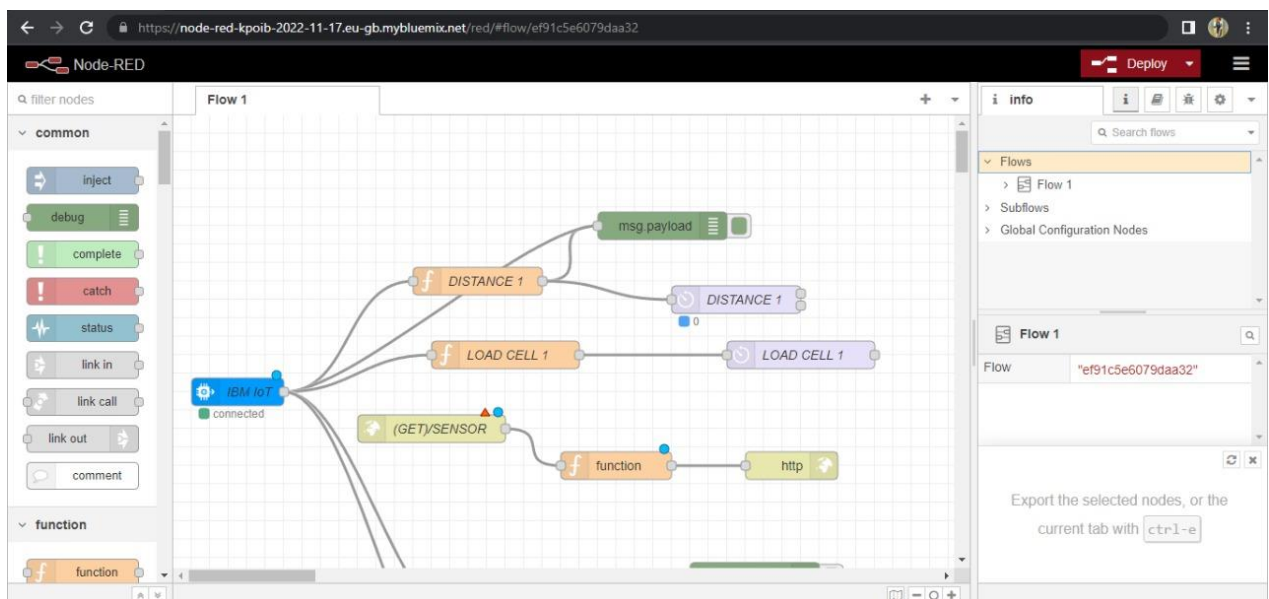 https://node-red-kpoib-2022-11-17.eu-gb.mybluemix.net/red/#flow/ef91c5e6079daa32
Node-RED
Deploy
filter nodes
Flow 1
i info
i
common
Search flows
inject
Flows
Flow 1
debug
msg.payload
Subflows
Global Configuration Nodes
complete
DISTANCE 1
catch
DISTANCE 1
0
status
Flow 1
LOAD CELL 1
LOAD CELL 1
link in
Flow
"ef91c5e6079daa32"
IBM IoT
link call
connected
(GET)/SENSOR
link out
function
http
comment
Export the selected nodes, or the
current tab with ctrl-e
function
function